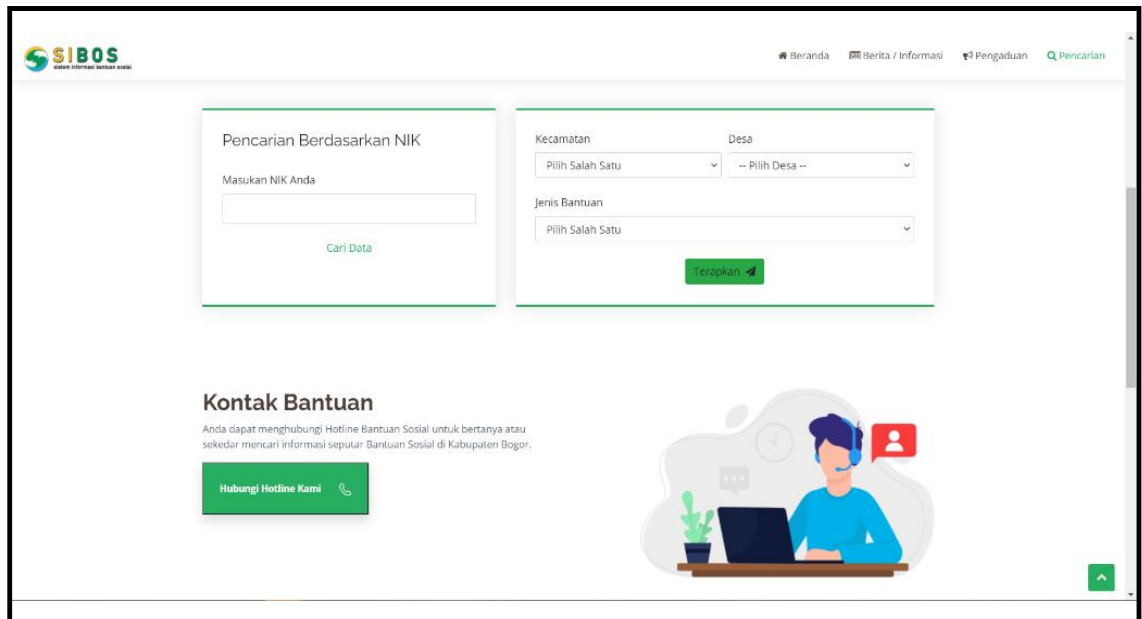 SIBOS
sistem informasi bantuan sosial
Beranda
Berita / Informasi
Pengaduan
Pencarian
Pencarian Berdasarkan NIK
Masukan NIK Anda
Cari Data
Kecamatan
Desa
Pilih Salah Satu
-- Pilih Desa --
Jenis Bantuan
Pilih Salah Satu
Terapkan
Kontak Bantuan
Anda dapat menghubungi Hotline Bantuan Sosial untuk bertanya atau
sekedar mencari informasi seputar Bantuan Sosial di Kabupaten Bogor.
Hubungi Hotline Kami